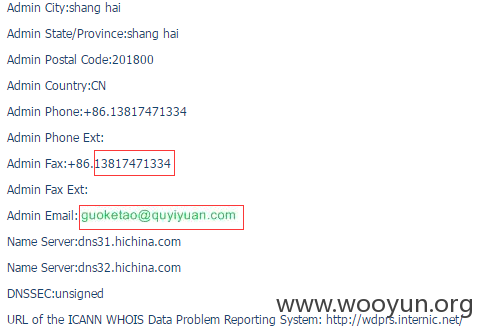 Admin City:shang hai
Admin State/Province:shang hai
Admin Postal Code:201800
Admin Country:CN
Admin Phone:+86.13817471334
Admin Phone Ext:
Admin Fax:+86.13817471334
Admin Fax Ext:
Admin Email:guoketao@quyiyuan.com
Name Server:dns31.hichina.com
Name Server:dns32.hichina.com
DNSSEC:unsigned
www.wooyun.org
URL of the ICANN WHOIS Data Problem Reporting System: http://wdprs.internic.net/